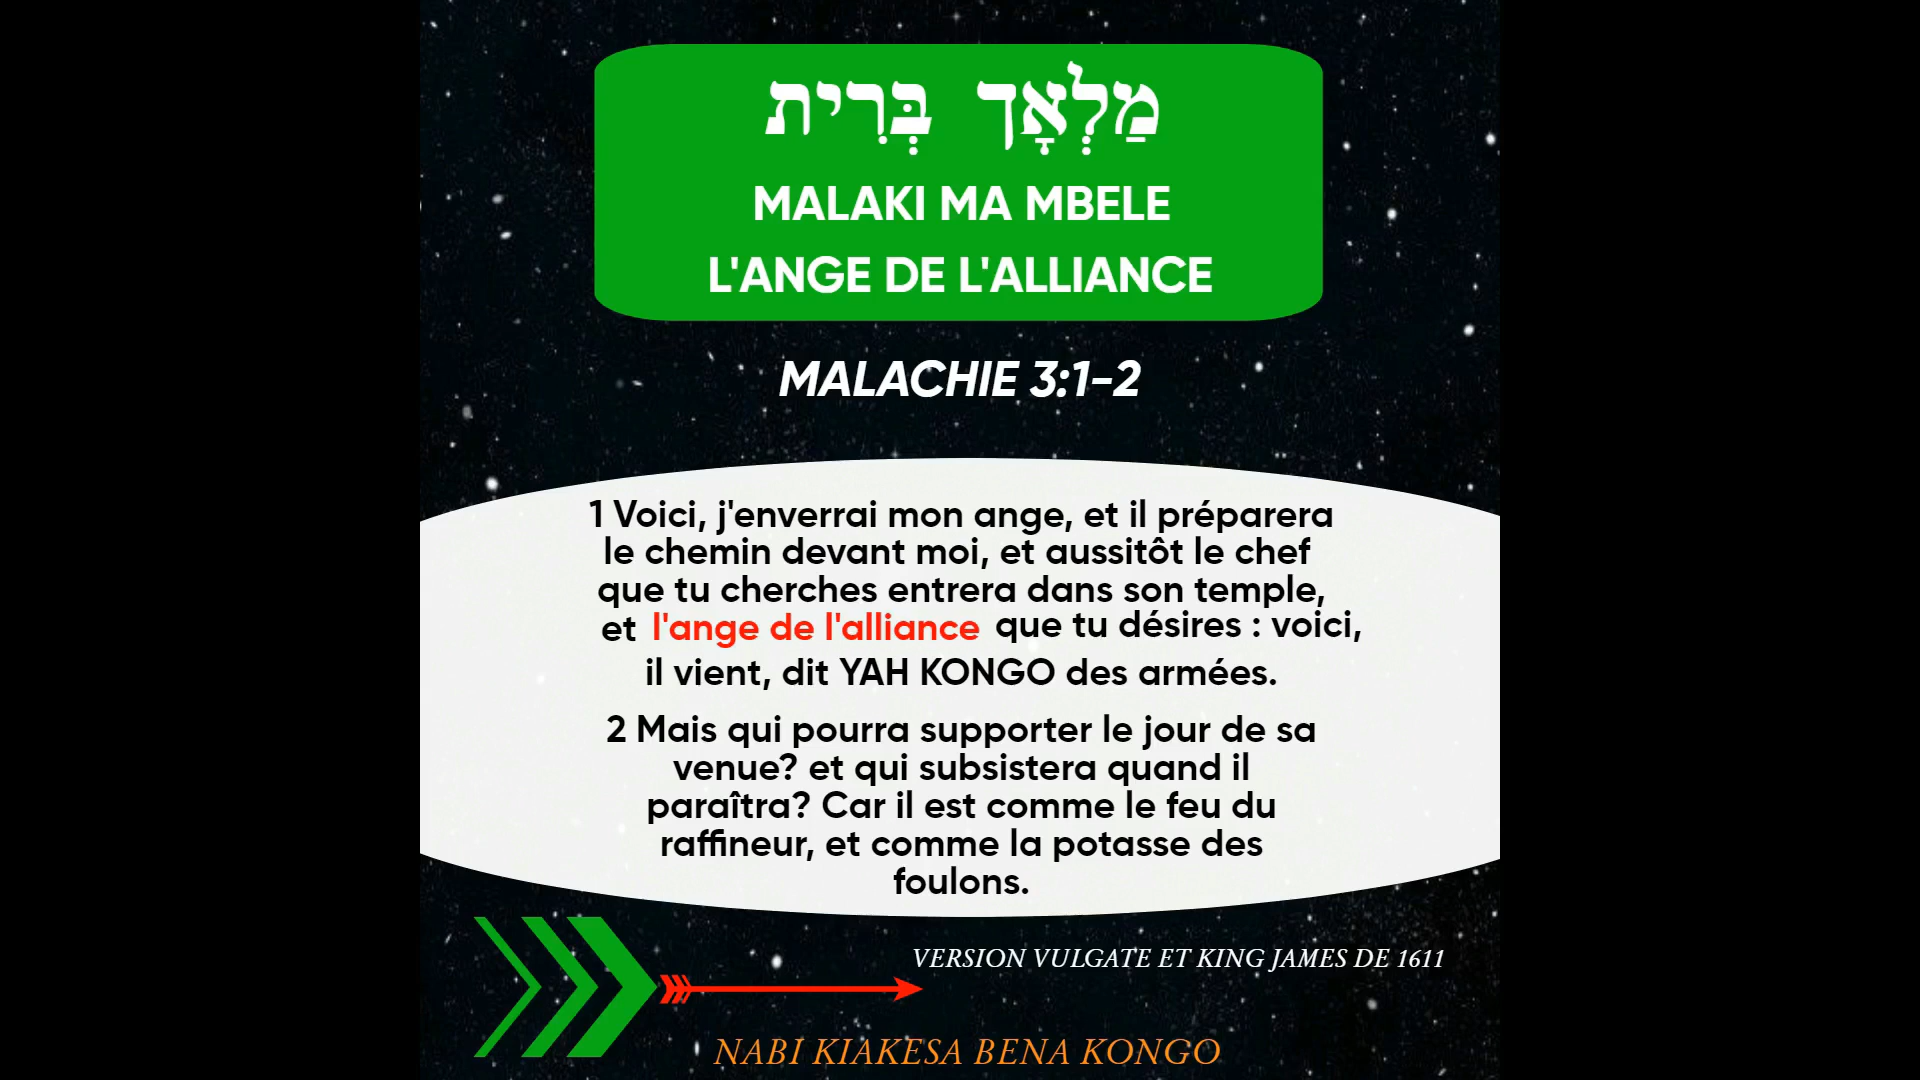 מַלְאָךְ בְּרִית
MALAKI MA MBELE
L'ANGE DE L'ALLIANCE
MALACHIE 3:1-2
1 Voici, j'enverrai mon ange, et il préparera
le chemin devant moi, et aussitôt le chef
que tu cherches entrera dans son temple,
et l'ange de l'alliance que tu désires : voici,
il vient, dit YAH KONGO des armées.
2 Mais qui pourra supporter le jour de sa
venue? et qui subsistera quand il
paraîtra? Car il est comme le feu du
raffineur, et comme la potasse des
foulons.
VERSION VULGATE ET KING JAMES DE 1611
NABI KIAKESA BENA KONGO